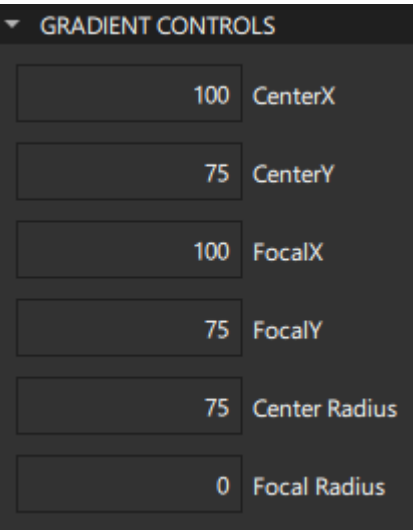 GRADIENT CONTROLS
100 CenterX
75 CenterY
100 FocalX
75 FocalY
75 Center Radius
0 Focal Radius